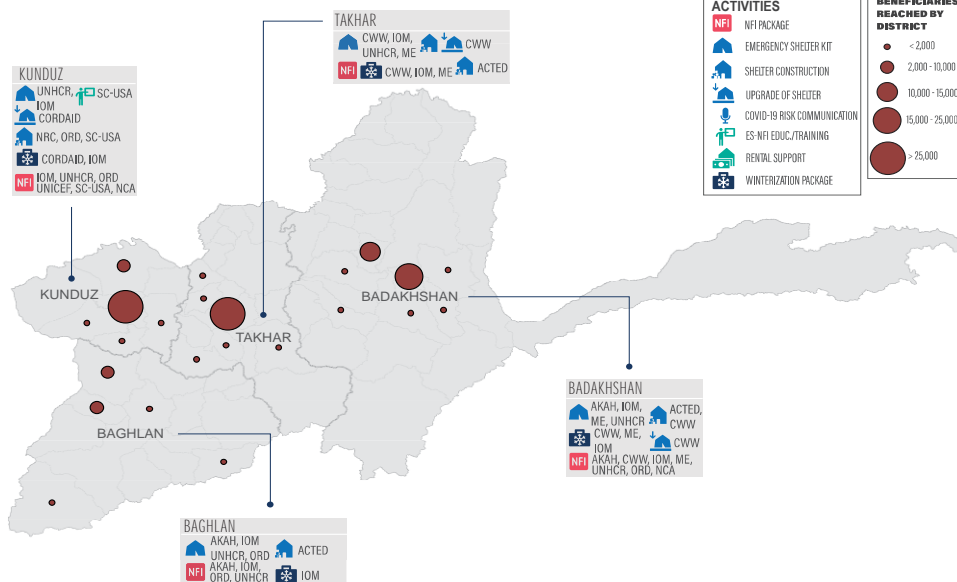 TAKHAR
CWW, IOM,
UNHCR, ME
CWW
NFI
CWW, IOM, ME
ACTED
KUNDUZ
UNHCR,
IOM
SC-USA
CORDAID
NRC, ORD, SC-USA
CORDAID, IOM
NFI
IOM, UNHCR, ORD
UNICEF, SC-USA, NCA
ACTIVITIES
NFI
NFI PACKAGE
EMERGENCY SHELTER KIT
SHELTER CONSTRUCTION
UPGRADE OF SHELTER
COVID-19 RISK COMMUNICATION
ES-NFI EDUC./TRAINING
RENTAL SUPPORT
WINTERIZATION PACKAGE
BENEFICIARIES
REACHED BY
DISTRICT
< 2,000
2,000 - 10,000
10,000 - 15,000
15,000 - 25,000
> 25,000
KUNDUZ
TAKHAR
BADAKHSHAN
BAGHLAN
BADAKHSHAN
AKAH, IOM,
ME, UNHCR
ACTED,
CWW
CWW, ME,
IOM
CWW
NFI
AKAH, CWW, IOM, ME,
UNHCR, ORD, NCA
BAGHLAN
AKAH, IOM
UNHCR, ORD
ACTED
NFI
AKAH, IOM,
ORD, UNHCR
IOM